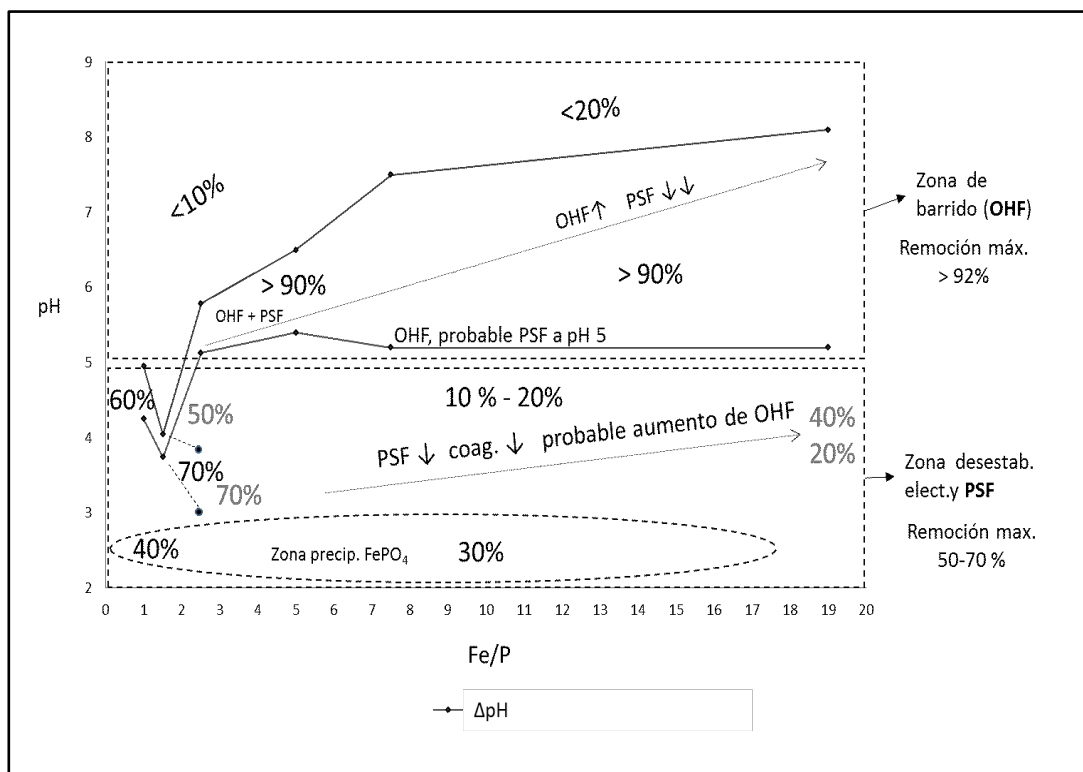 9
8
7
6
5
4
3
2
pH
<20%
<10%
OHF↑ PSF ↓↓
> 90%
> 90%
OHF + PSF
OHF, probable PSF a pH 5
60%
50%
10 % - 20%
40%
PSF ↓ coag. ↓ probable aumento de OHF
20%
70%
70%
40%
Zona precip. FePO₄
30%
0 1 2 3 4 5 6 7 8 9 10 11 12 13 14 15 16 17 18 19 20
Fe/P
ΔpH
Zona de
barrido (OHF)
Remoción máx.
> 92%
Zona desestab.
elect.y PSF
Remoción max.
50-70 %